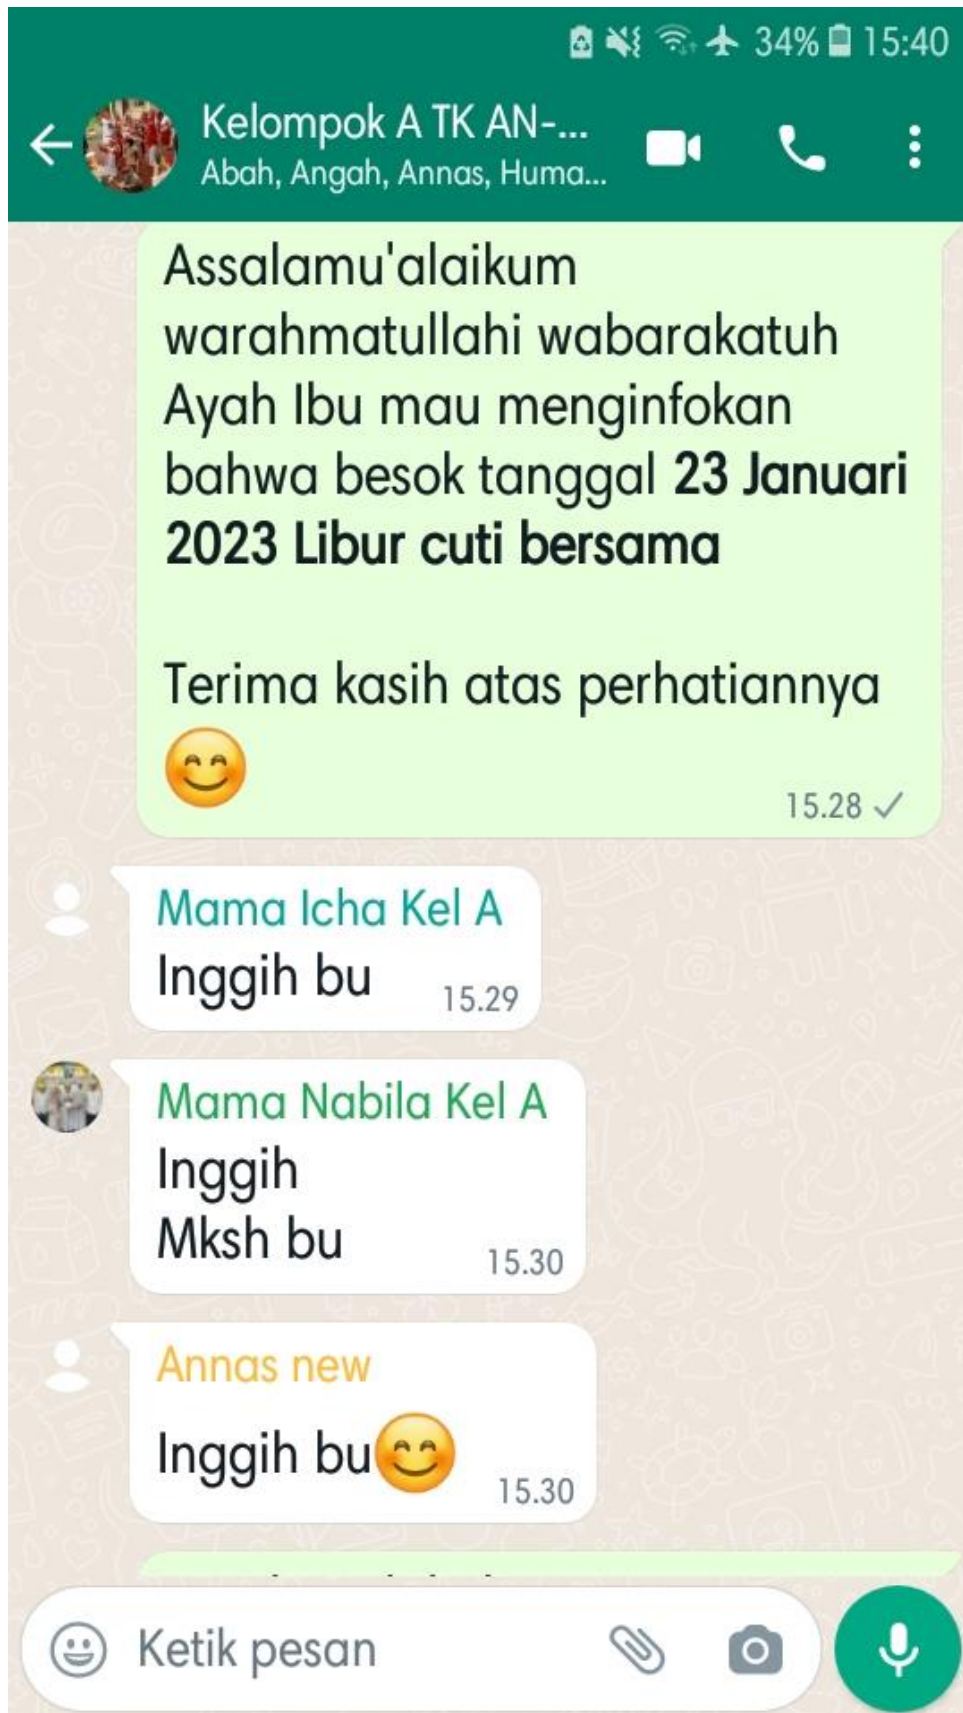 34% 15:40
Kelompok A TK AN-...
Abah, Angah, Annas, Huma...
Assalamu'alaikum
warahmatullahi wabarakatuh
Ayah Ibu mau menginfokan
bahwa besok tanggal 23 Januari
2023 Libur cuti bersama
Terima kasih atas perhatiannya
😊
15.28
Mama Icha Kel A
Inggih bu 15.29
Mama Nabila Kel A
Inggih
Mksh bu 15.30
Annas new
Inggih bu😊 15.30
Ketik pesan